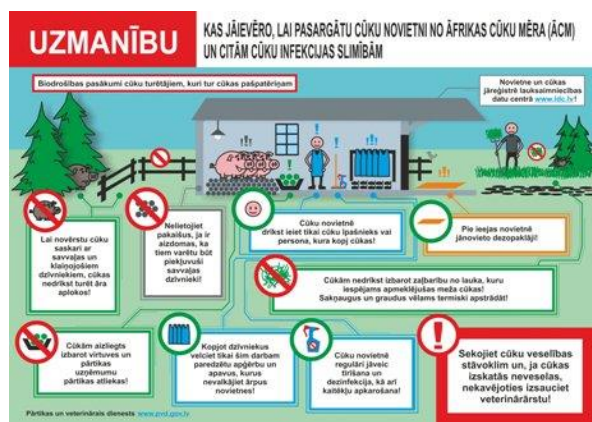 UZMANĪBU
KAS JĀIEVĒRO, LAI PASARGĀTU CŪKU NOVIETNI NO ĀFRIKAS CŪKU MĒRA (ĀCM)
UN CITĀM CŪKU INFEKCIJAS SLIMĪBĀM
Biodrošības pasākumi cūku turētājiem, kuri tur cūkas pašpatēriņam
Novietne un cūkas
jāreģistrē lauksaimniecības
datu centrā www.ldc.lv!
Lai novērstu cūku
saskari ar
savvaļas un
klaiņojošiem
dzīvniekiem, cūkas
nedrīkst turēt āra
aplokos!
Nelietojiet
pakaišus, ja ir
aizdomas, ka
tiem varētu būt
piekļuvuši
savvaļas
dzīvnieki!
Cūku novietnē
drīkst ieiet tikai cūku īpašnieks vai
persona, kura kopj cūkas!
Pie ieejas novietnē
jānovieto dezopaklāji!
Cūkām nedrīkst izbarot zaļbarību no lauka, kuru
iespējams apmeklējušas meža cūkas!
Sakņaugus un graudus vēlams termiski apstrādāt!
Cūkām aizliegts
izbarot virtuves un
pārtikas
uzņēmumu
pārtikas atliekas!
Kopjot dzīvniekus
velciet tikai šim darbam
paredzētu apģērbu un
apavus, kurus
nevalkājiet ārpus
novietnes!
Cūku novietnē
regulāri jāveic
tīrīšana un
dezinfekcija, kā arī
kaitēkļu apkarošana!
Sekojiet cūku veselības
stāvoklim un, ja cūkas
izskatās neveselas,
nekavējoties izsauciet
veterinārārstu!
Pārtikas un veterinārais dienests www.pvd.gov.lv